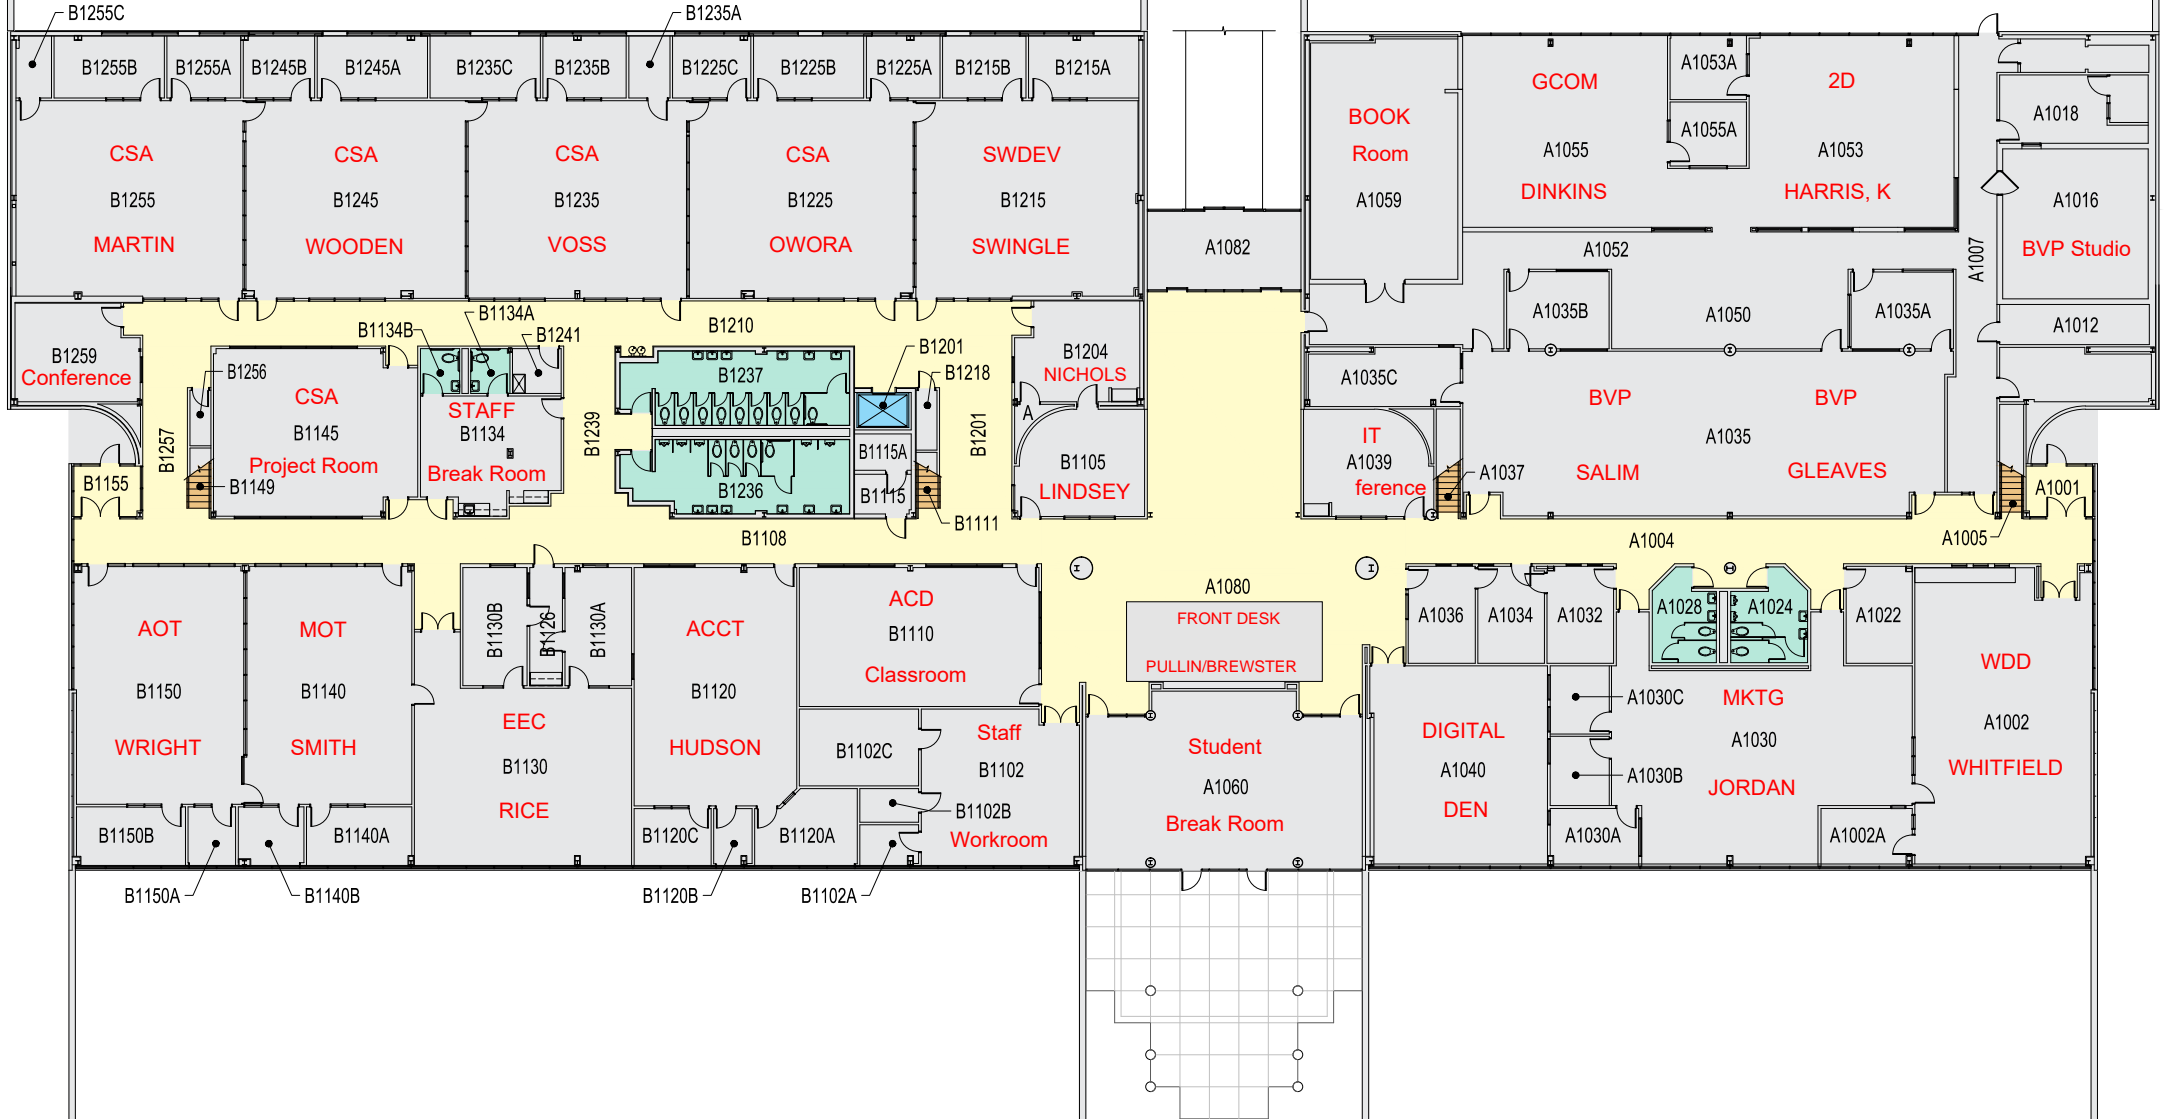 B1255C
B1235A
B1255B
B1255A
B1245B
B1245A
B1235C
B1235B
B1225C
B1225B
B1225A
B1215B
B1215A
CSA
B1255
MARTIN
CSA
B1245
WOODEN
CSA
B1235
VOSS
CSA
B1225
OWORA
SWDEV
B1215
SWINGLE
A1082
BOOK
Room
A1059
GCOM
A1055
DINKINS
A1053A
A1055A
2D
A1053
HARRIS, K
A1018
A1016
BVP Studio
A1007
A1012
A1052
A1050
A1035B
A1035A
A1035C
B1259
Conference
B1256
B1257
B1155
B1149
CSA
B1145
Project Room
B1134B
B1134A
B1241
STAFF
B1134
Break Room
B1210
B1239
B1237
B1236
B1201
B1218
B1201
B1115A
B1115
B1111
B1204
NICHOLS
A
B1105
LINDSEY
IT
A1039
ference
A1037
BVP
BVP
A1035
SALIM
GLEAVES
A1001
A1005
B1108
A1004
A1080
FRONT DESK
PULLIN/BREWSTER
AOT
B1150
WRIGHT
MOT
B1140
SMITH
B1130B
B1126
B1130A
EEC
B1130
RICE
ACCT
B1120
HUDSON
ACD
B1110
Classroom
B1102C
Staff
B1102
B1102B
Workroom
Student
A1060
Break Room
A1036
A1034
A1032
A1028
A1024
A1022
DIGITAL
A1040
DEN
A1030C
A1030B
A1030A
MKTG
A1030
JORDAN
WDD
A1002
WHITFIELD
A1002A
B1150B
B1140A
B1120C
B1120A
B1150A
B1140B
B1120B
B1102A